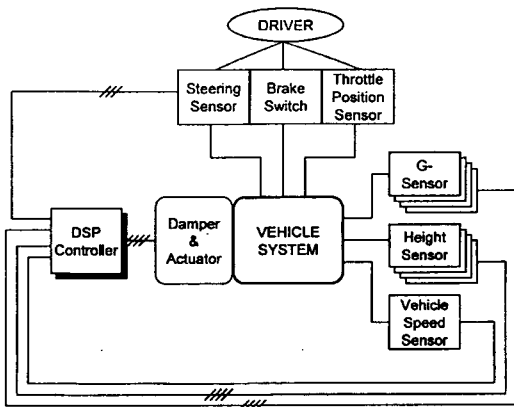 DRIVER
Steering
Sensor
Brake
Switch
Throttle
Position
Sensor
G-
Sensor
DSP
Controller
Damper
&
Actuator
VEHICLE
SYSTEM
Height
Sensor
Vehicle
Speed
Sensor